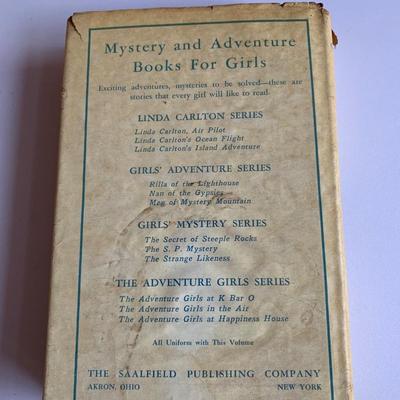 Mystery and Adventure
Books For Girls
Exciting adventures, mysteries to be solved—these are
stories that every girl will like to read.
LINDA CARLTON SERIES
Linda Carlton, Air Pilot
Linda Carlton's Ocean Flight
Linda Carlton's Island Adventure
GIRLS' ADVENTURE SERIES
Rilla of the Lighthouse
Nan of the Gypsies
Meg of Mystery Mountain
GIRLS' MYSTERY SERIES
The Secret of Steeple Rocks
The S. P. Mystery
The Strange Likeness
THE ADVENTURE GIRLS SERIES
The Adventure Girls at K Bar O
The Adventure Girls in the Air
The Adventure Girls at Happiness House
All Uniform with This Volume
THE SAALFIELD PUBLISHING COMPANY
AKRON, OHIO NEW YORK